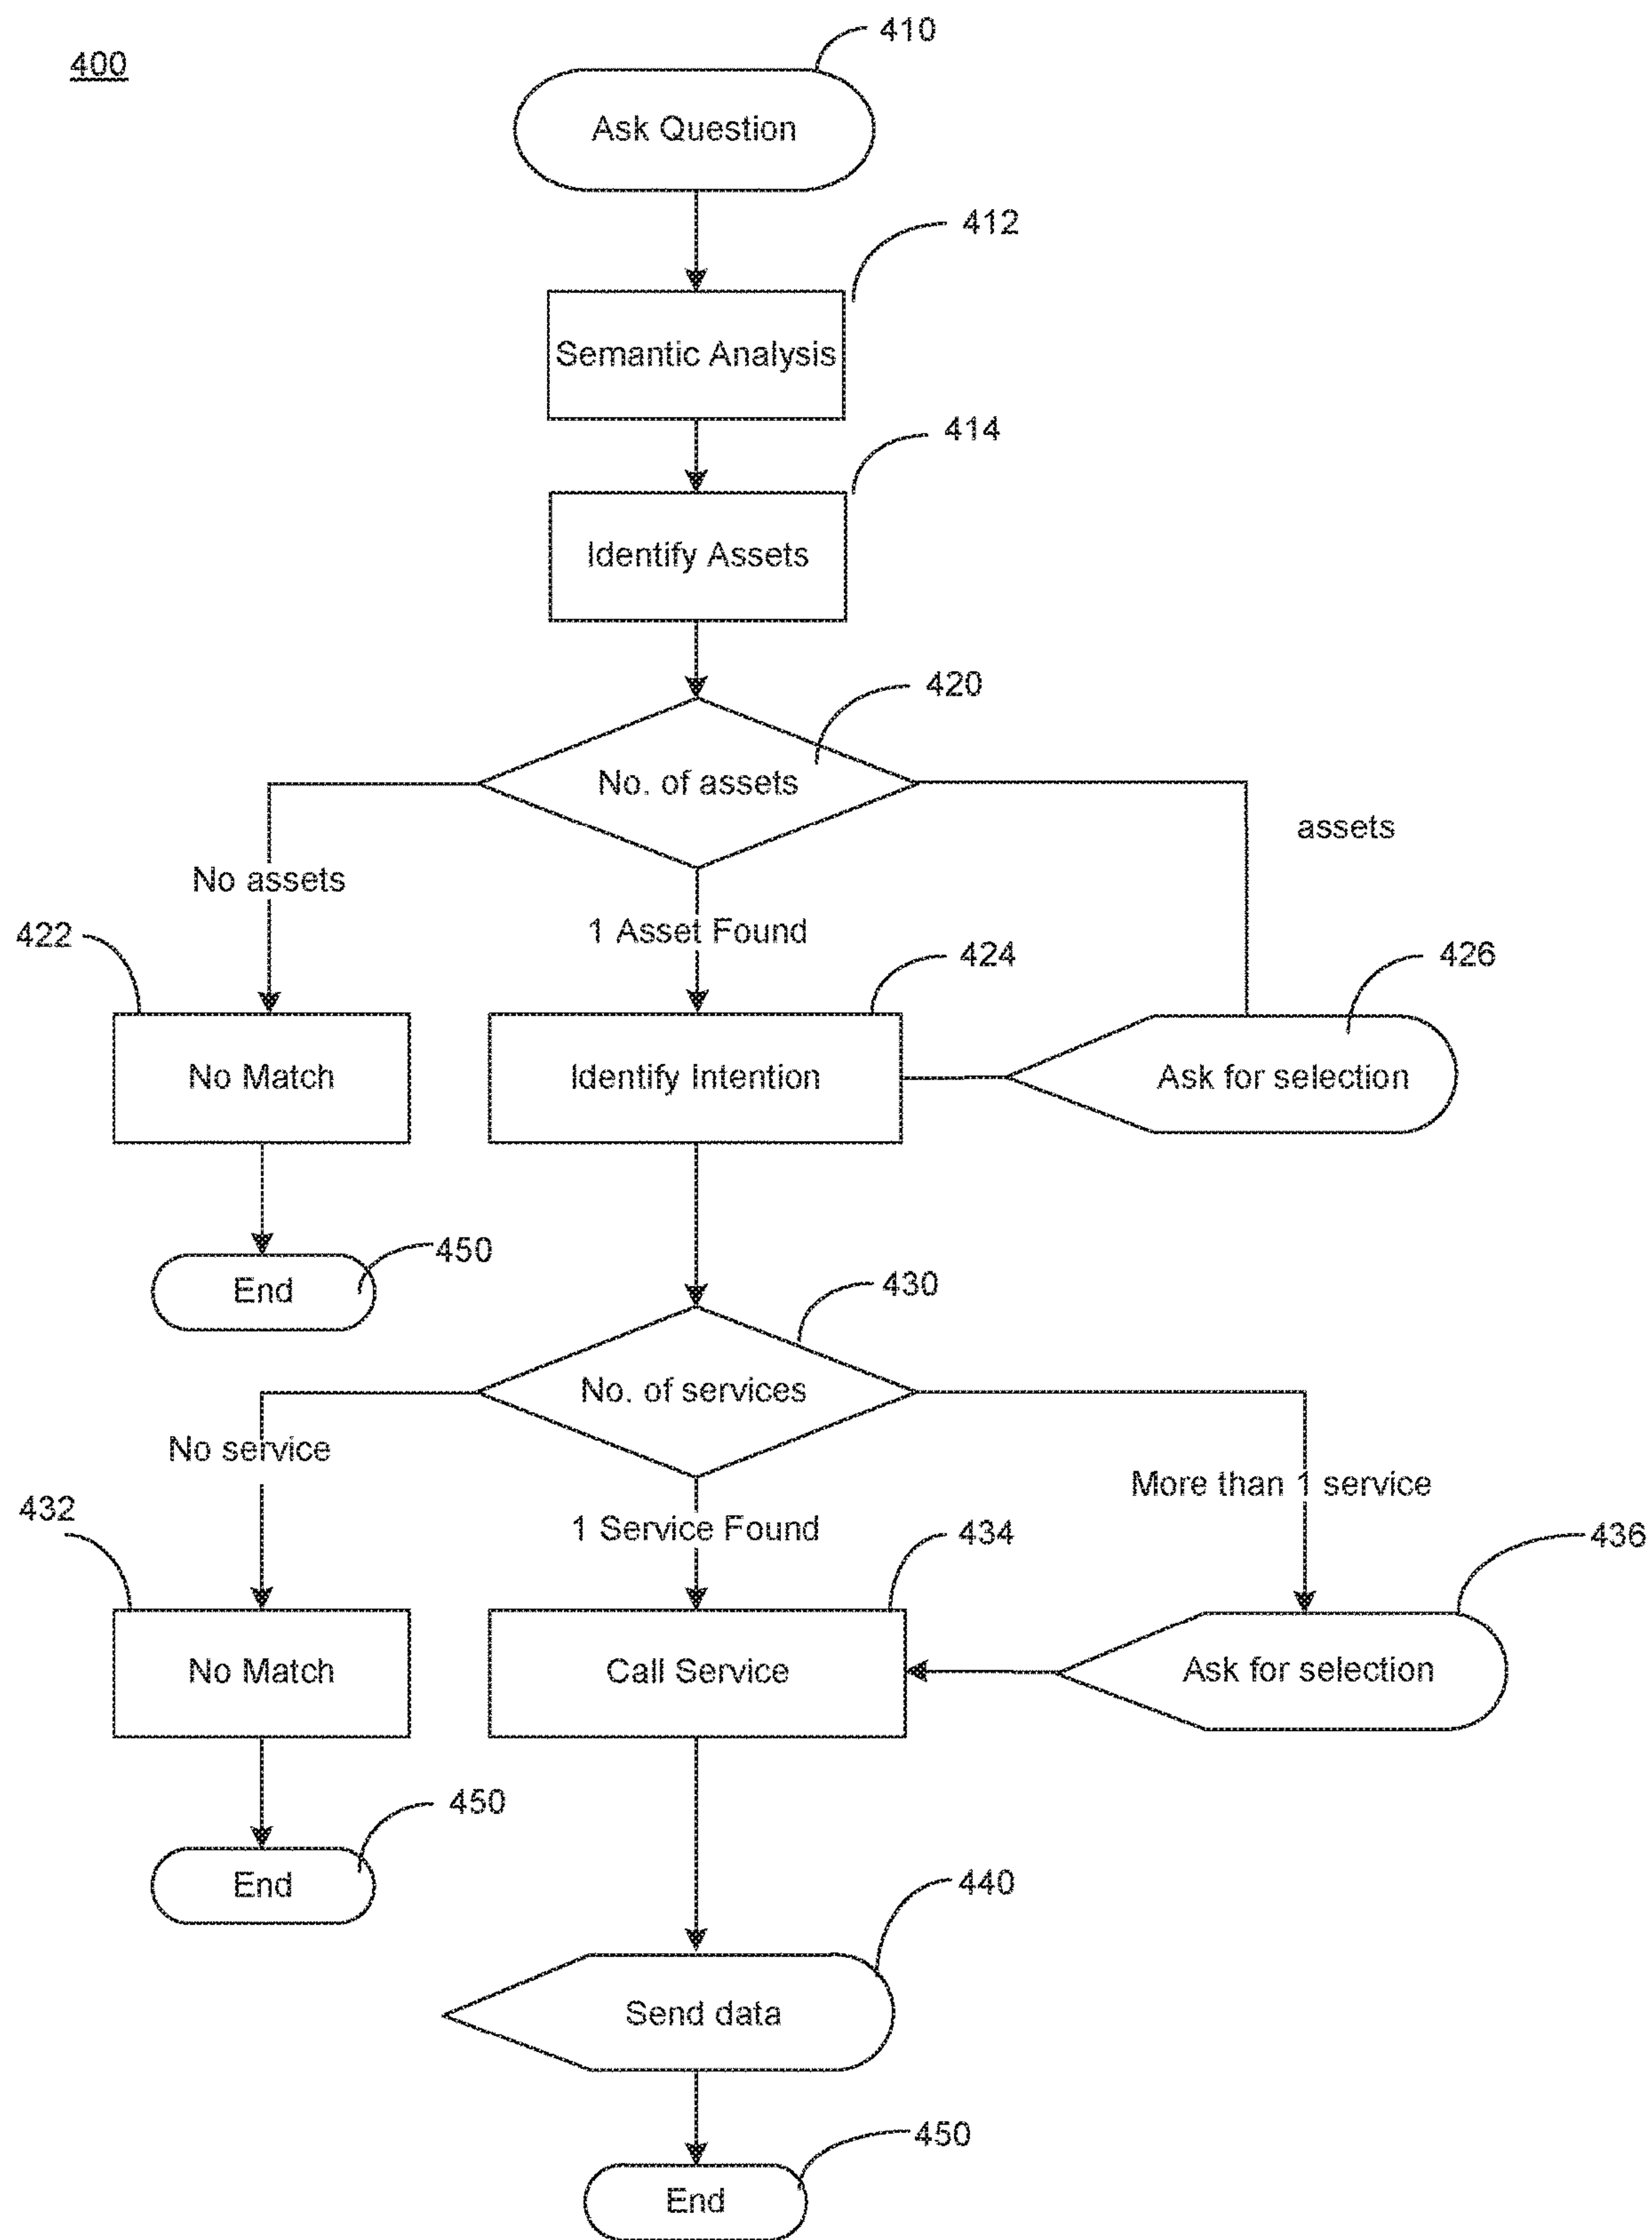 410
400
Ask Question
412
Semantic Analysis
414
Identify Assets
420
No. of assets
assets
No assets
1 Asset Found
422
424
426
No Match
Identify Intention
Ask for selection
450
End
430
No. of services
No service
More than 1 service
432
1 Service Found
434
436
No Match
Call Service
Ask for selection
450
End
440
Send data
450
End